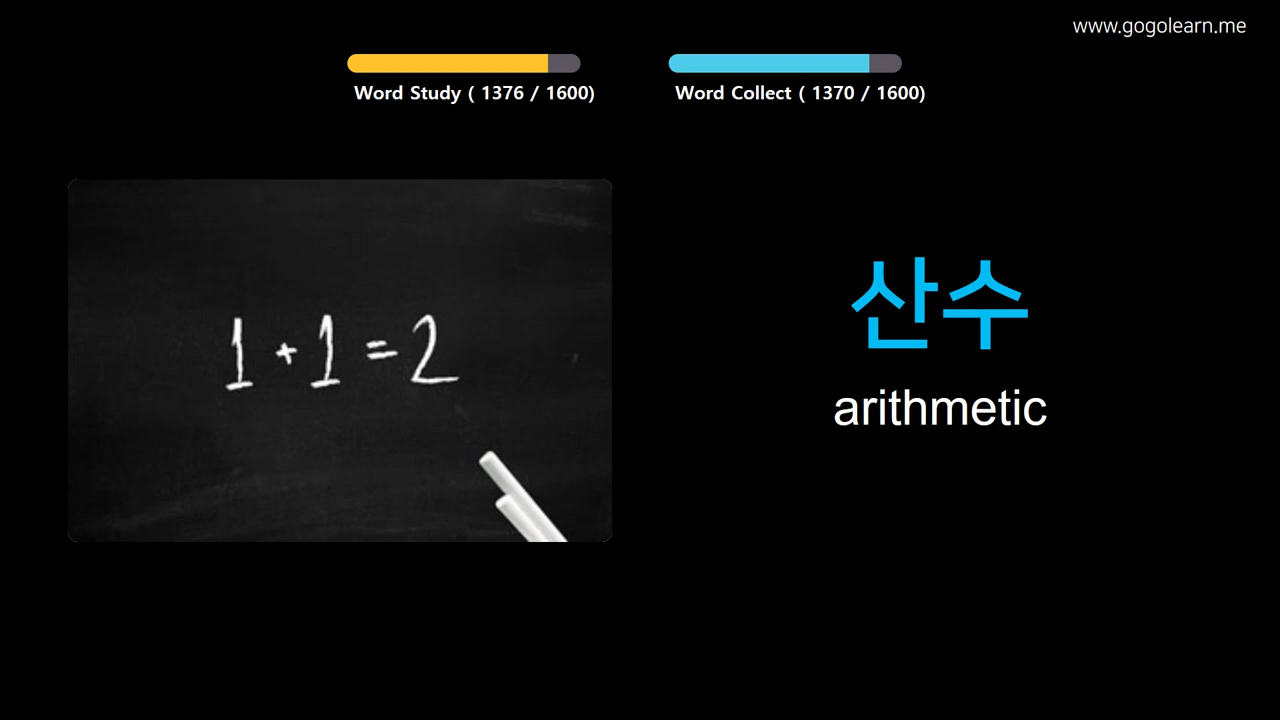 www.gogolearn.me
Word Study ( 1376 / 1600)
Word Collect ( 1370 / 1600)
1 + 1 = 2
산수
arithmetic